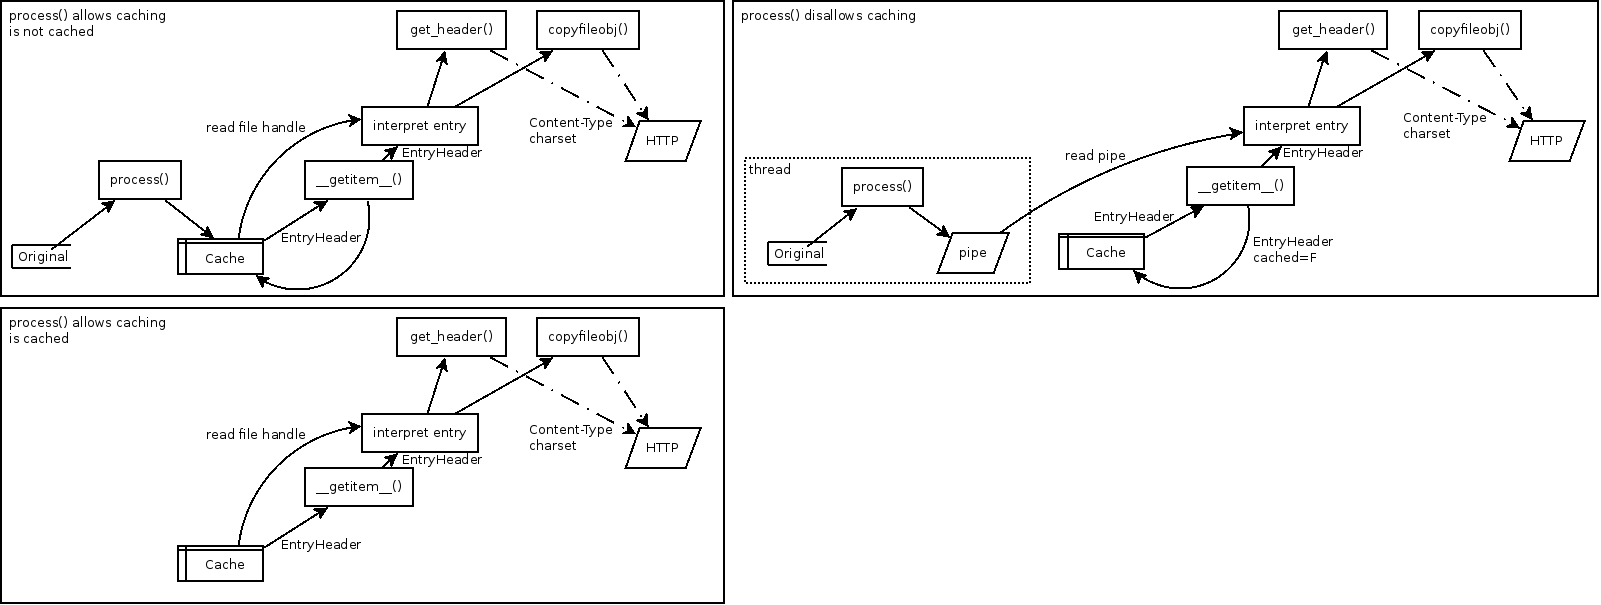 process() allows caching
is not cached
get_header()
copyfileobj()
read file handle
interpret entry
Content-Type
charset
HTTP
EntryHeader
process()
__getitem__()
EntryHeader
Original
Cache
process() disallows caching
get_header()
copyfileobj()
Content-Type
charset
interpret entry
HTTP
read pipe
EntryHeader
thread
process()
__getitem__()
EntryHeader
Original
pipe
Cache
EntryHeader
cached=F
process() allows caching
is cached
get_header()
copyfileobj()
read file handle
interpret entry
Content-Type
charset
HTTP
EntryHeader
__getitem__()
EntryHeader
Cache